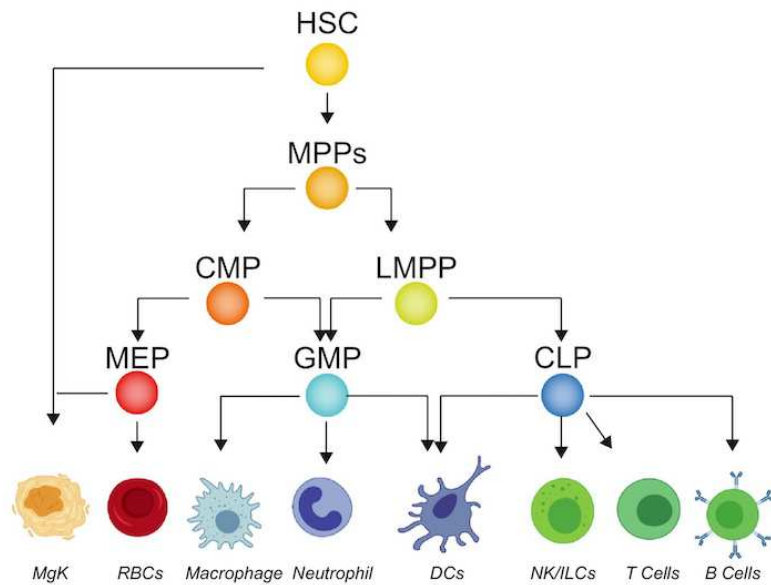 HSC
MPPs
CMP
LMPP
MEP
GMP
CLP
MgK
RBCs
Macrophage
Neutrophil
DCs
NK/ILCs
T Cells
B Cells